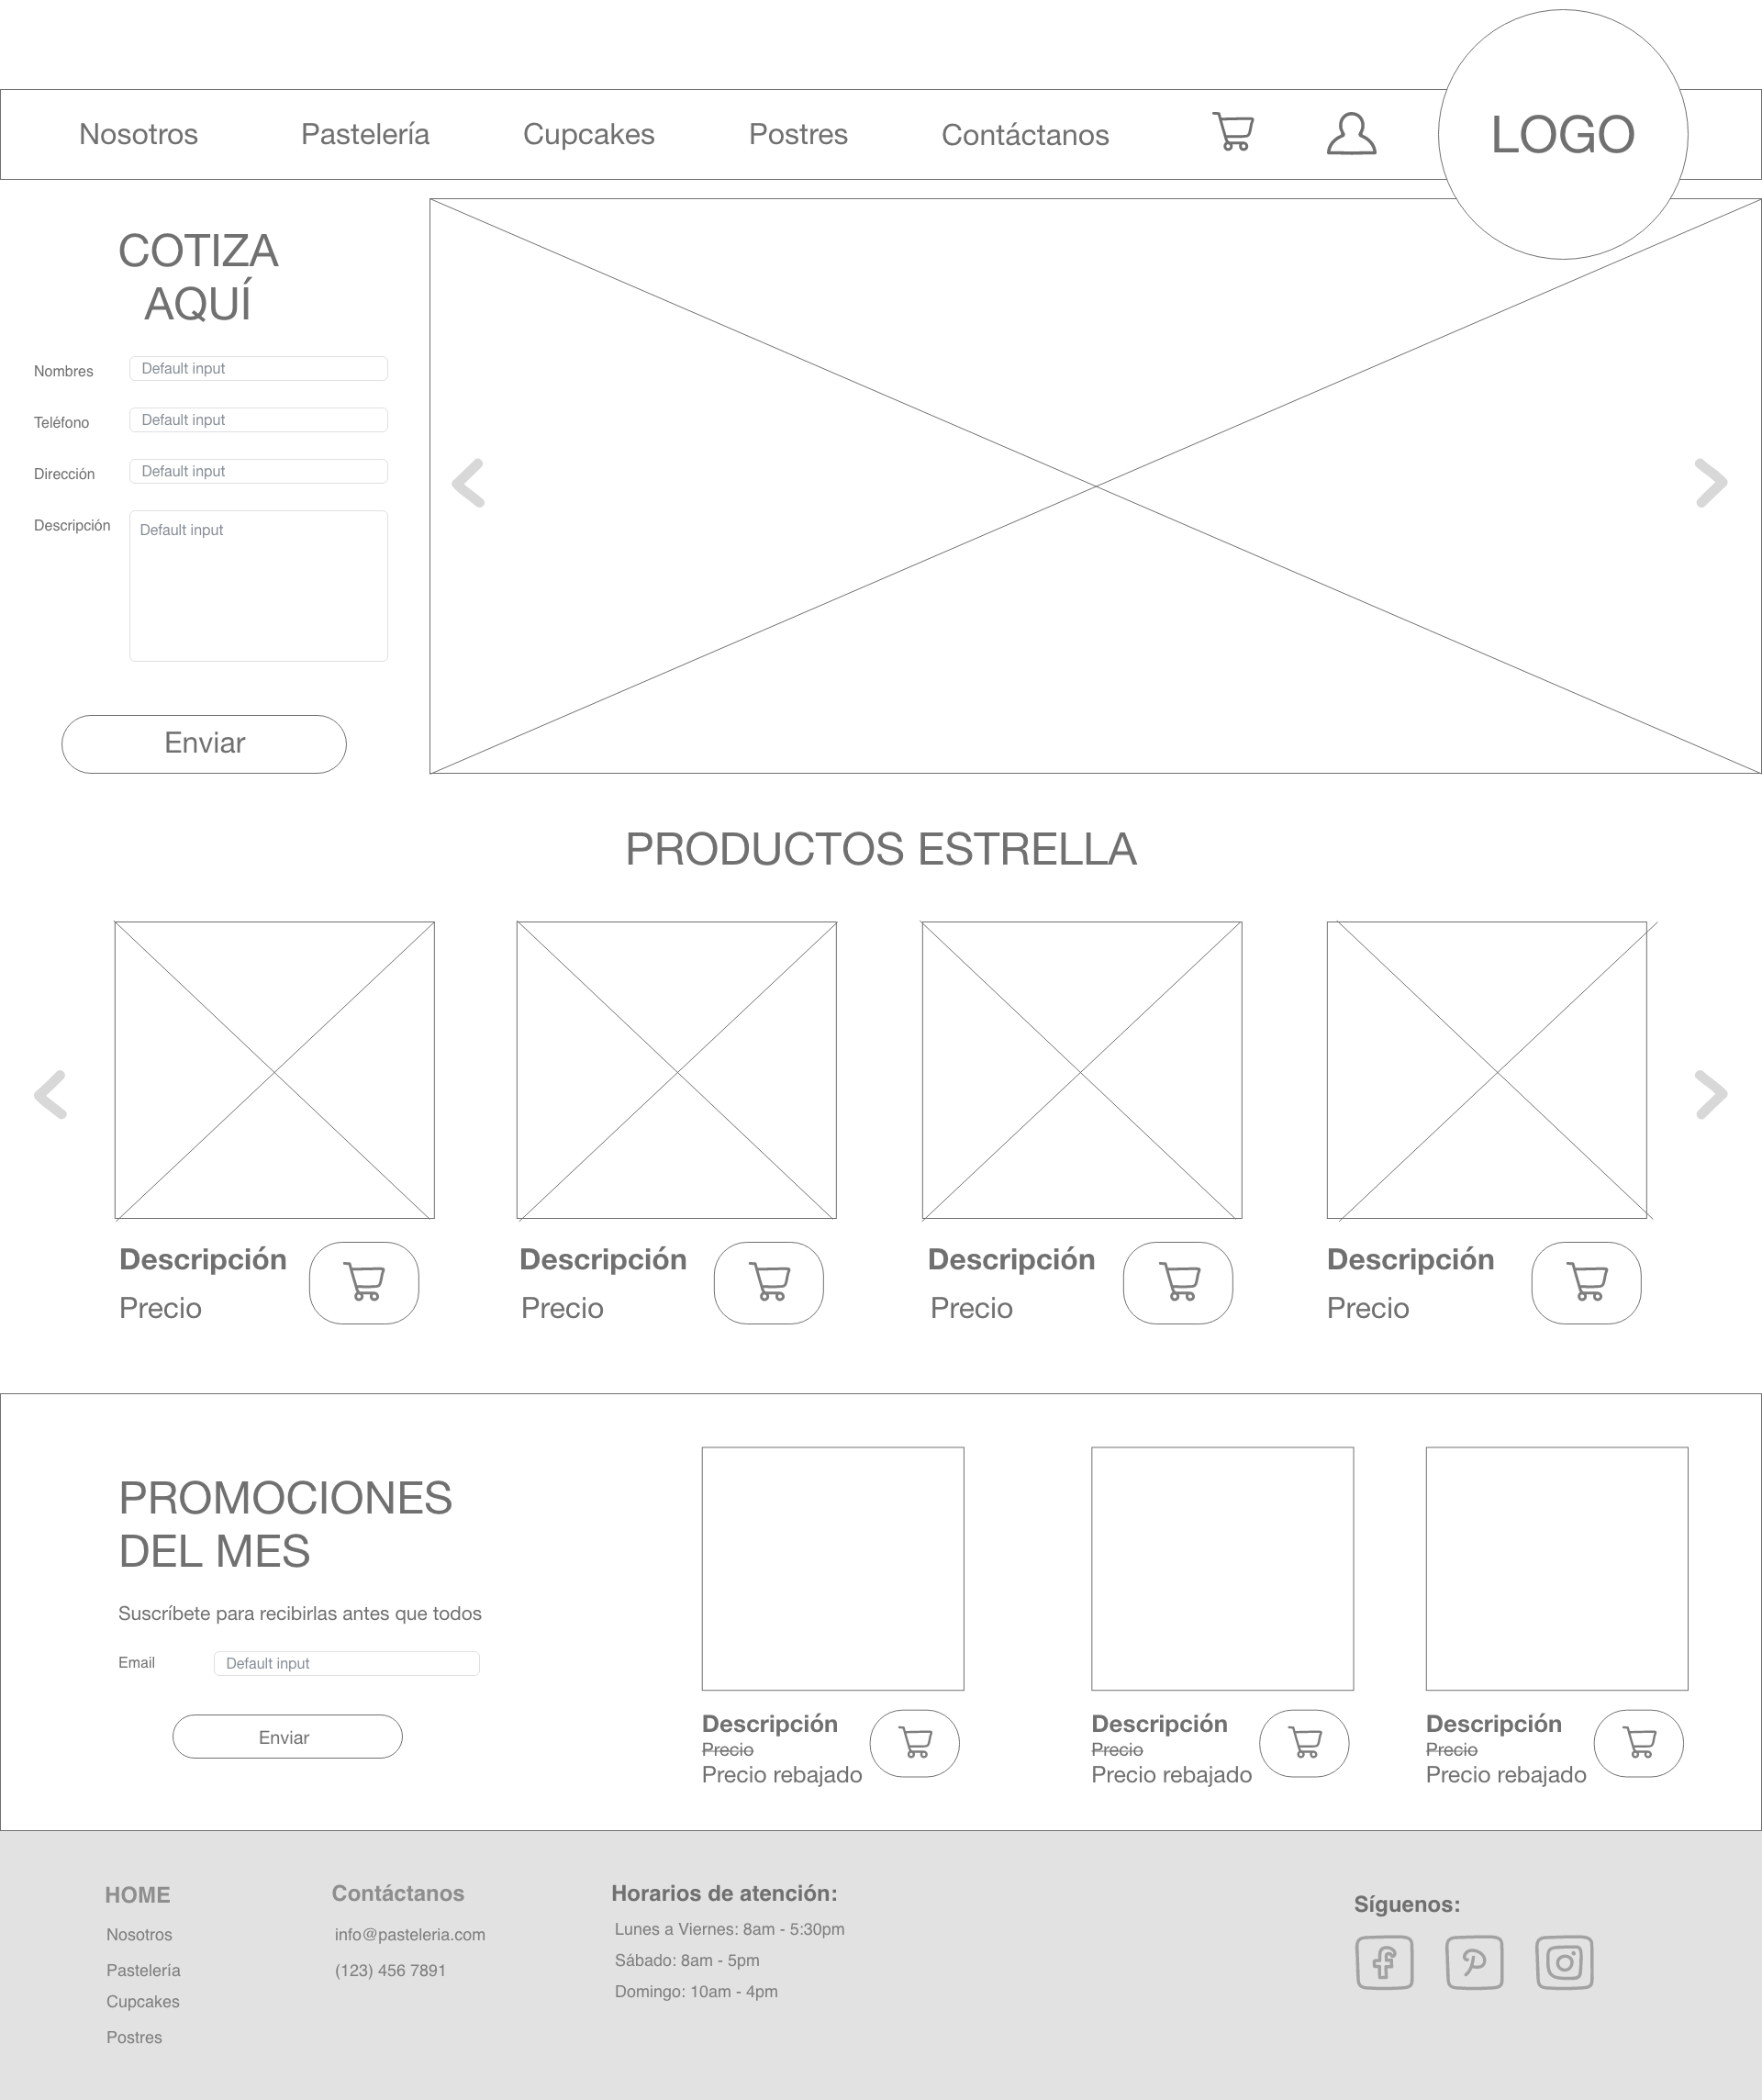 Nosotros
Pastelería
Cupcakes
Postres
Contáctanos
LOGO
COTIZA
AQUÍ
Nombres
Default input
Teléfono
Default input
Dirección
Default input
Descripción
Default input
Enviar
PRODUCTOS ESTRELLA
Descripción
Precio
Descripción
Precio
Descripción
Precio
Descripción
Precio
PROMOCIONES
DEL MES
Suscríbete para recibirlas antes que todos
Email
Default input
Enviar
Descripción
Precio
Precio rebajado
Descripción
Precio
Precio rebajado
Descripción
Precio
Precio rebajado
HOME
Nosotros
Pastelería
Cupcakes
Postres
Contáctanos
info@pasteleria.com
(123) 456 7891
Horarios de atención:
Lunes a Viernes: 8am - 5:30pm
Sábado: 8am - 5pm
Domingo: 10am - 4pm
Síguenos: